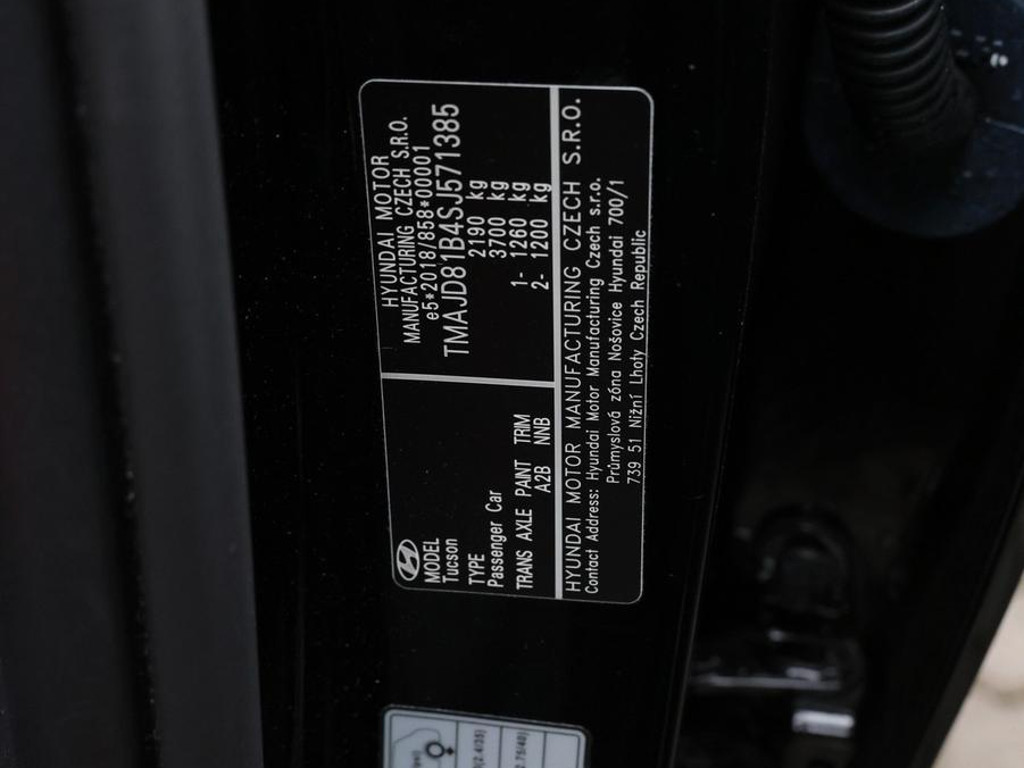 MODEL
Tucson
TYPE
Passenger Car
TRANS AXLE PAINT TRIM
A2B NNB
HYUNDAI MOTOR
MANUFACTURING CZECH S.R.O.
e5*2018/858*00001
TMAJD81B4SJ571385
2190 kg
3700 kg
1- 1260 kg
2- 1200 kg
HYUNDAI MOTOR MANUFACTURING CZECH S.R.O.
Contact Address: Hyundai Motor Manufacturing Czech s.r.o.
Průmyslová zóna Nošovice Hyundai 700/1
739 51 Nižní Lhoty Czech Republic